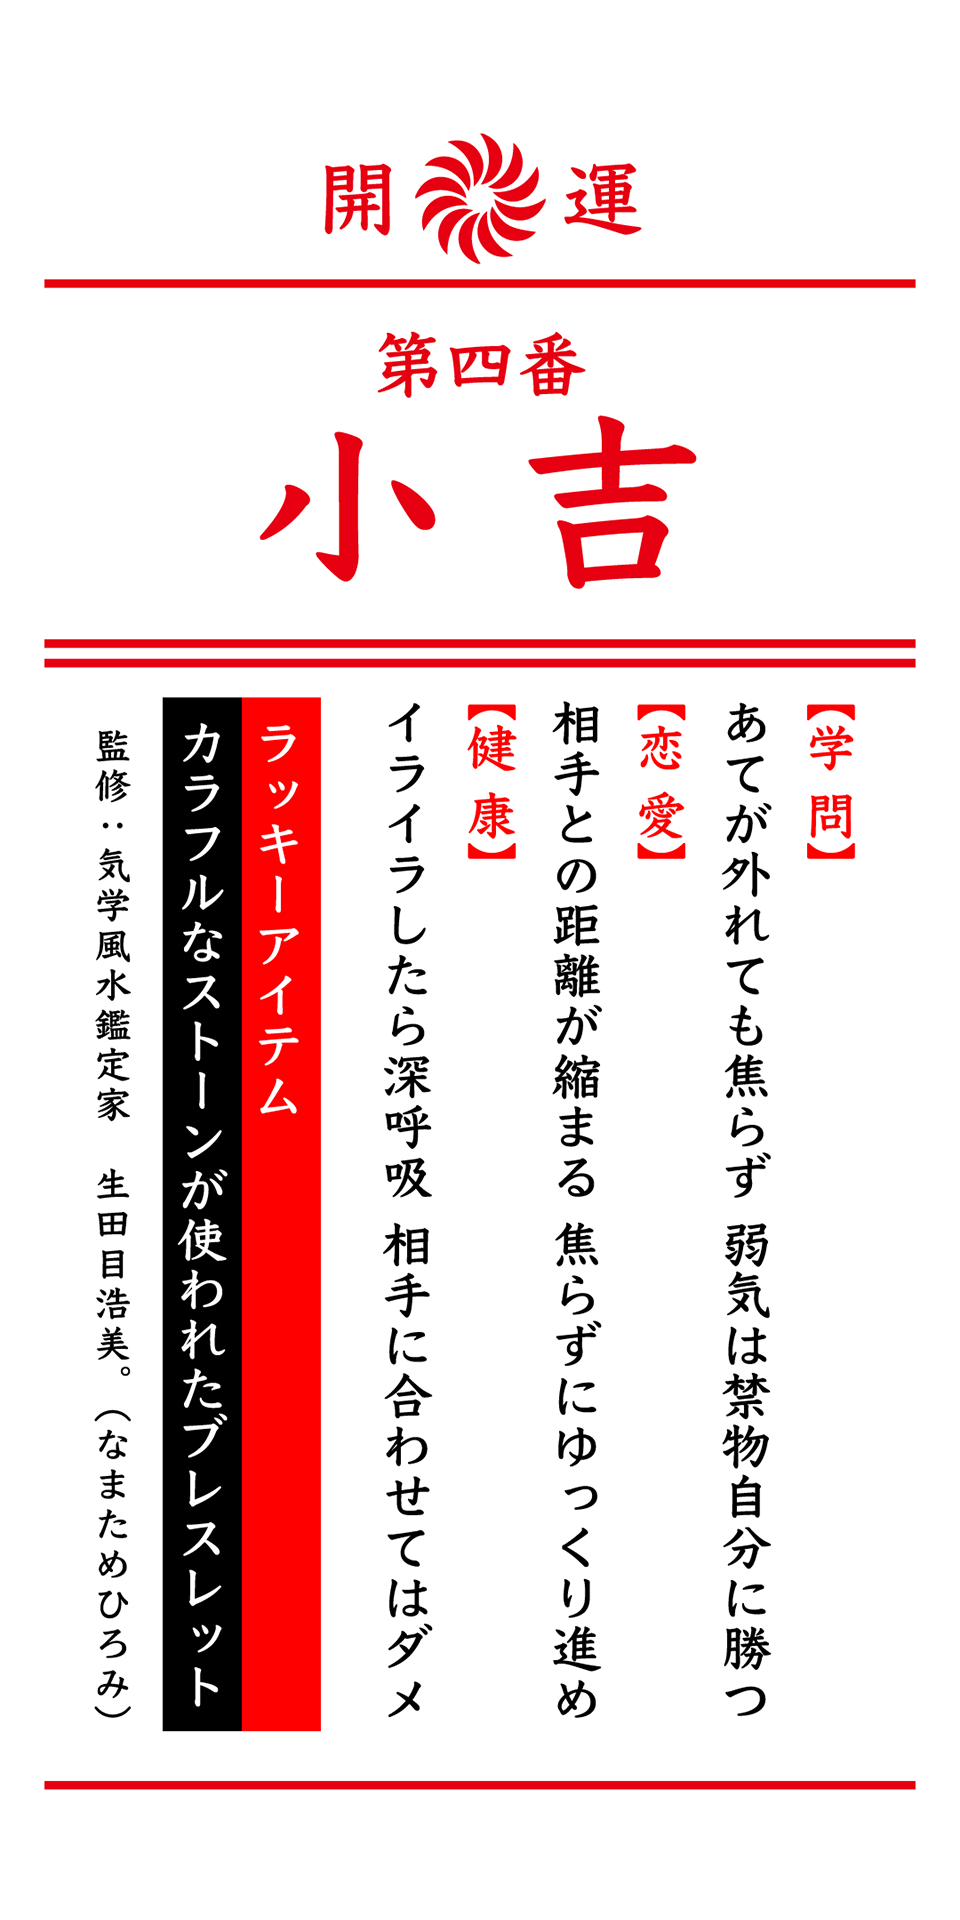 開運
第四番
小吉
【学問】
あてが外れても焦らず 弱気は禁物自分に勝つ
【恋愛】
相手との距離が縮まる 焦らずにゆっくり進め
【健康】
イライラしたら深呼吸 相手に合わせてはダメ
ラッキーアイテム
カラフルなストーンが使われたブレスレット
監修：気学風水鑑定家　生田目浩美。（なまためひろみ）